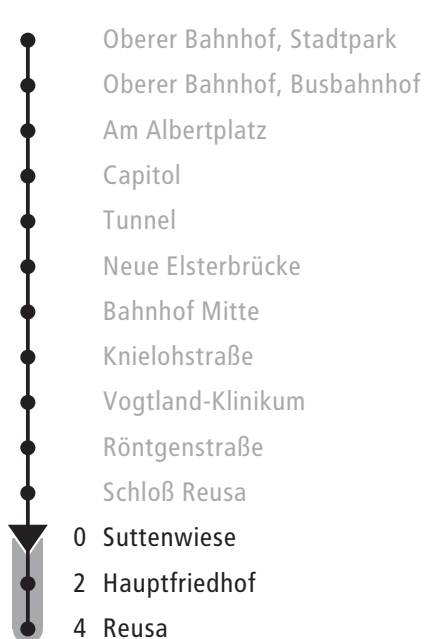 Oberer Bahnhof, Stadtpark
Oberer Bahnhof, Busbahnhof
Am Albertplatz
Capitol
Tunnel
Neue Elsterbrücke
Bahnhof Mitte
Knielohstraße
Vogtland-Klinikum
Röntgenstraße
Schloß Reusa
0 Suttenwiese
2 Hauptfriedhof
4 Reusa